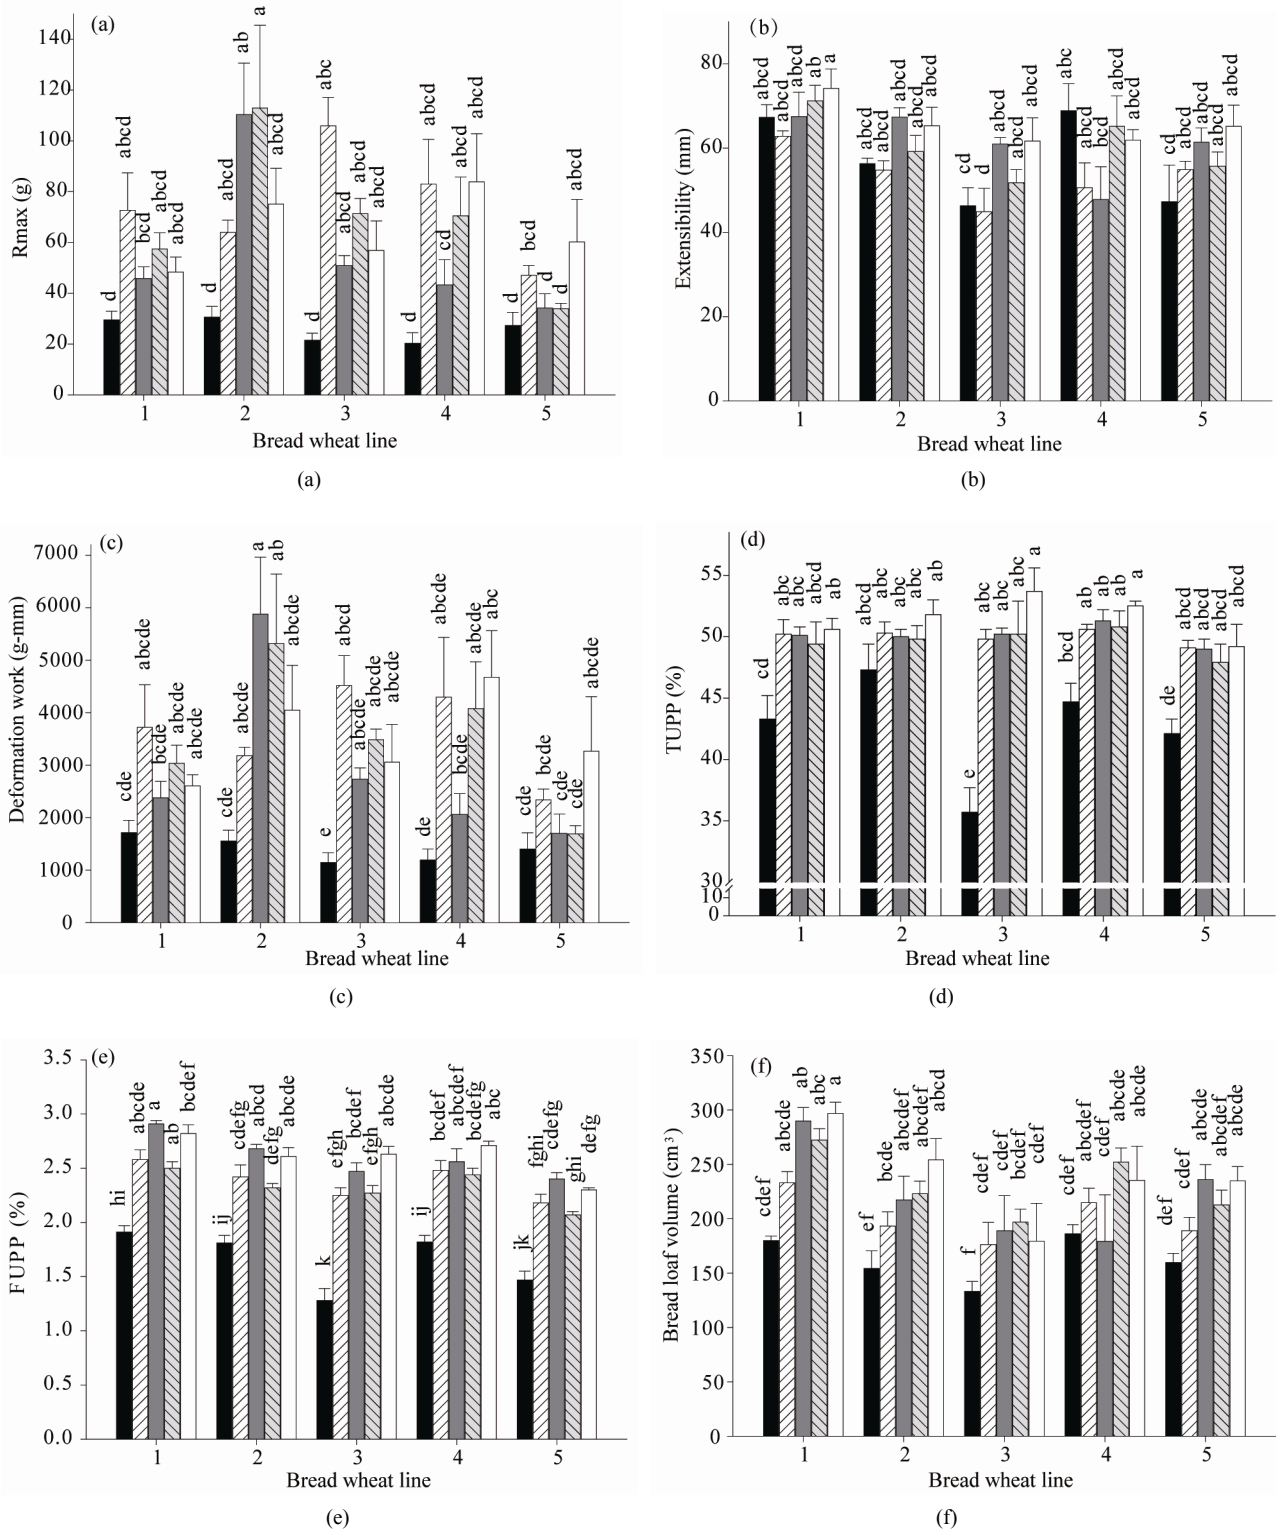 (a)
140
120
100
80
60
40
20
0
Rmax (g)
d abcd bcd abcd abcd
d abcd ab a abcd
d abc abcd abcd abcd
d abcd cd abcd abcd
d bcd d d abcd
1 2 3 4 5
Bread wheat line
(a)
(b)
80
60
40
20
0
Extensibility (mm)
abcd abcd abcd ab a
abcd abcd abcd abcd abcd
cd d abcd abcd abcd
abc abcd bcd abcd abcd
cd abcd abcd abcd abcd
1 2 3 4 5
Bread wheat line
(b)
(c)
7000
6000
5000
4000
3000
2000
1000
0
Deformation work (g-mm)
cde abcde bcde abcde abcde
cde abcde a ab abcde
e abcd abcde abcde abcde
de abcde bcde abcde abc
cde bcde cde cde abcde
1 2 3 4 5
Bread wheat line
(c)
(d)
55
50
45
40
35
30
10
0
TUPP (%)
cd abc abc abcd ab
abcd abc abc abc ab
e abc abc abc a
bcd ab ab ab a
de abcd abcd abcd abcd
1 2 3 4 5
Bread wheat line
(d)
(e)
3.5
3.0
2.5
2.0
1.5
1.0
0.0
FUPP (%)
hi abcde a ab bcdef
ij cdefg abcd defg abcde
k efgh bcdef efgh abcde
ij bcdef abcdef bcdefg abc
jk fghi cdefg ghi defg
1 2 3 4 5
Bread wheat line
(e)
(f)
350
300
250
200
150
100
50
0
Bread loaf volume (cm³)
cdef abcde ab abc a
ef bcde abcdef abcdef abcd
f cdef cdef bcdef cdef
cdef abcdef cdef abcde abcde
def cdef abcde abcdef abcde
1 2 3 4 5
Bread wheat line
(f)